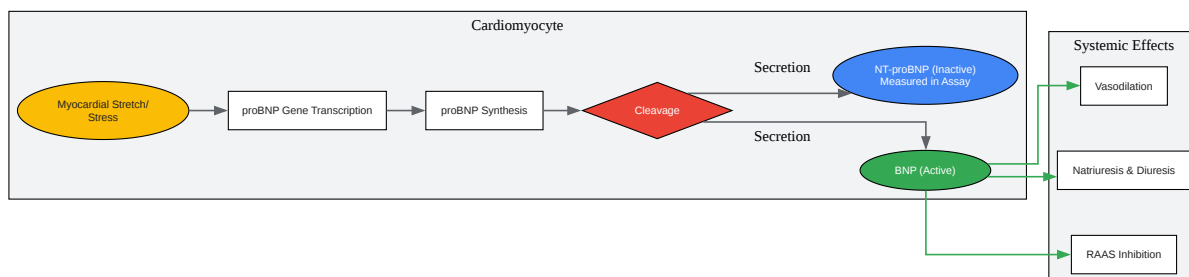 Cardiomyocyte
Myocardial Stretch/
Stress
proBNP Gene Transcription
proBNP Synthesis
Cleavage
Secretion
Secretion
NT-proBNP (Inactive)
Measured in Assay
BNP (Active)
Systemic Effects
Vasodilation
Natriuresis & Diuresis
RAAS Inhibition